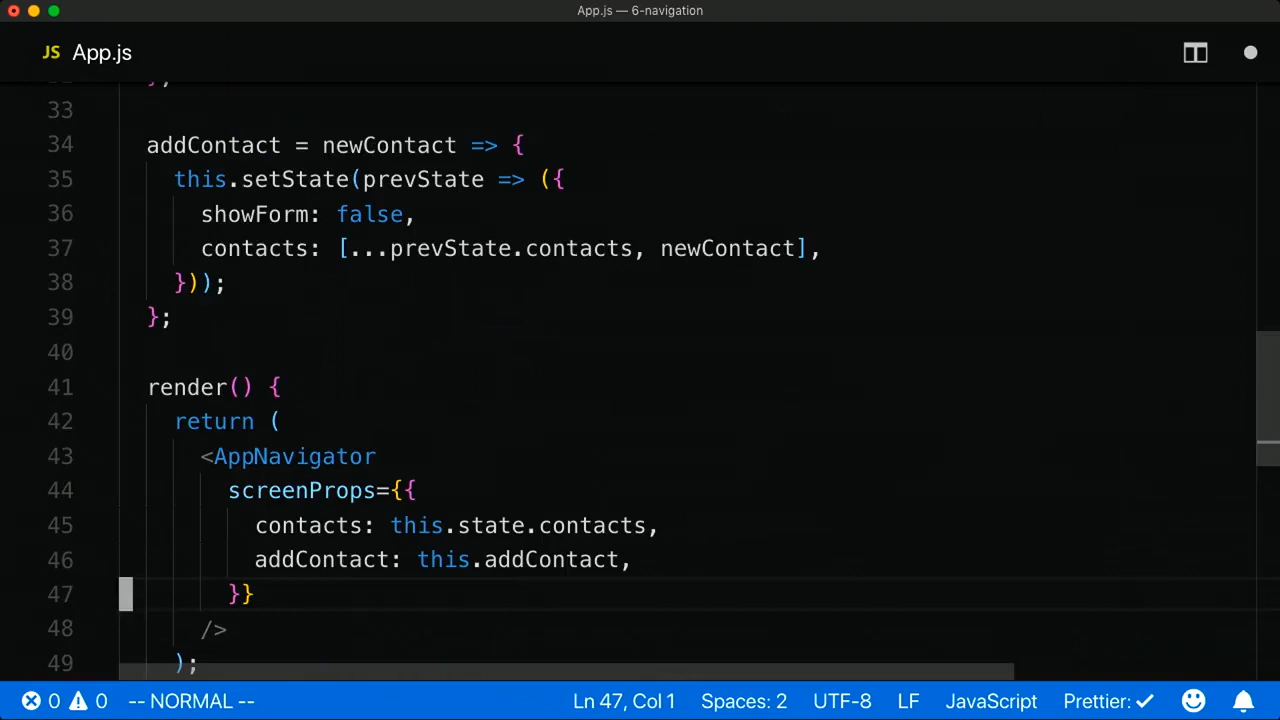 App.js — 6-navigation
JS App.js
33
34 addContact = newContact => {
35 this.setState(prevState => ({
36 showForm: false,
37 contacts: [...prevState.contacts, newContact],
38 }));
39 };
40
41 render() {
42 return (
43 <AppNavigator
44 screenProps={{
45 contacts: this.state.contacts,
46 addContact: this.addContact,
47 }}
48 />
49 );
0 0 -- NORMAL -- Ln 47, Col 1 Spaces: 2 UTF-8 LF JavaScript Prettier: ✓